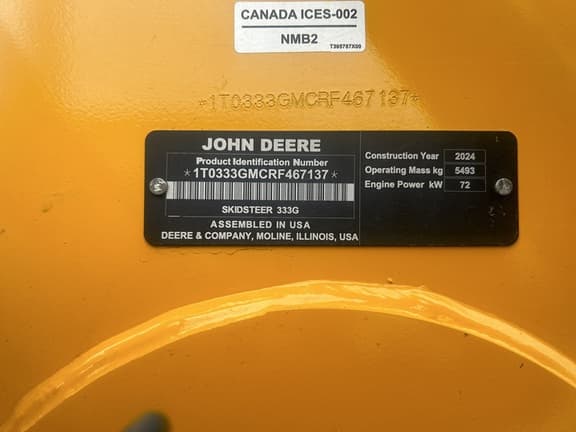 CANADA ICES-002
NMB2
*1T0333GMCRF467137*
JOHN DEERE
Product Identification Number
*1T0333GMCRF467137*
SKIDSTEER 333G
ASSEMBLED IN USA
DEERE & COMPANY, MOLINE, ILLINOIS, USA
Construction Year 2024
Operating Mass kg 5493
Engine Power kW 72